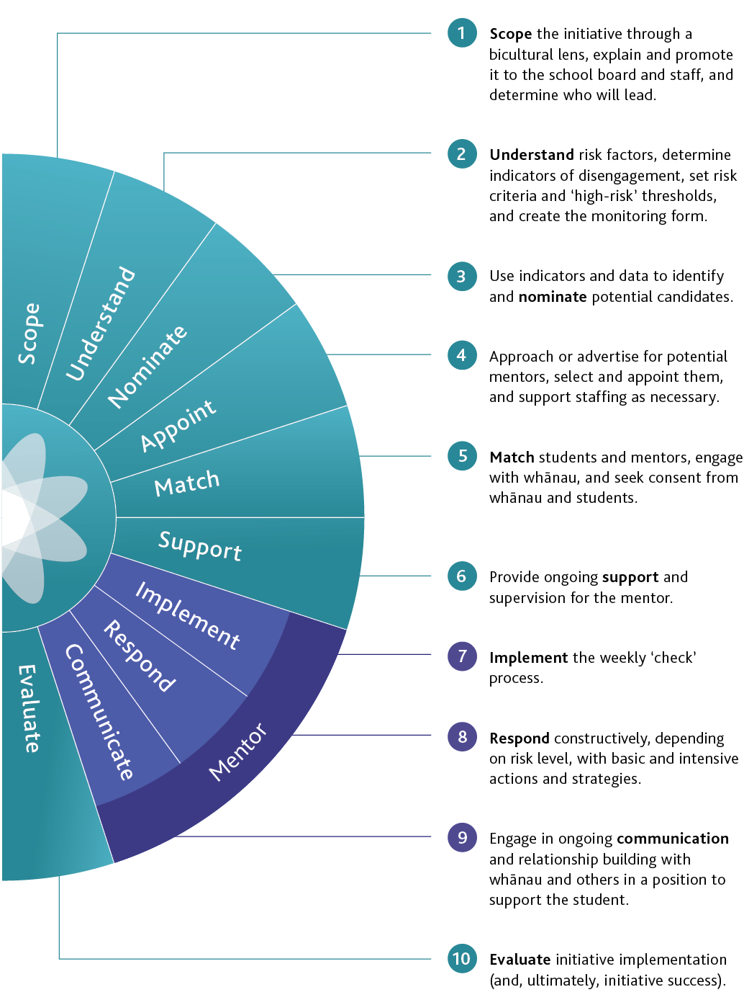 1
Scope the initiative through a
bicultural lens, explain and promote
it to the school board and staff, and
determine who will lead.
2
Understand risk factors, determine
indicators of disengagement, set risk
criteria and ‘high-risk’ thresholds,
and create the monitoring form.
3
Use indicators and data to identify
and nominate potential candidates.
4
Approach or advertise for potential
mentors, select and appoint them,
and support staffing as necessary.
5
Match students and mentors, engage
with whānau, and seek consent from
whānau and students.
6
Provide ongoing support and
supervision for the mentor.
7
Implement the weekly ‘check’
process.
8
Respond constructively, depending
on risk level, with basic and intensive
actions and strategies.
9
Engage in ongoing communication
and relationship building with
whānau and others in a position to
support the student.
10
Evaluate initiative implementation
(and, ultimately, initiative success).
Scope
Understand
Nominate
Appoint
Match
Support
Implement
Respond
Communicate
Mentor
Evaluate